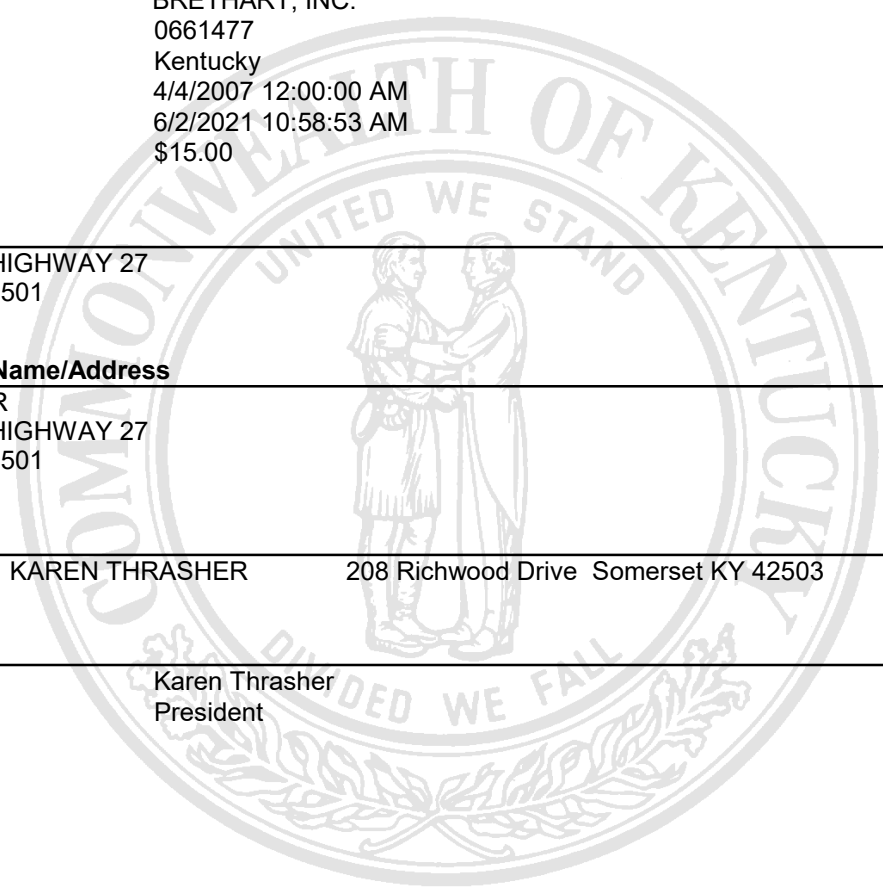 BRETHART, INC.
0661477
Kentucky
4/4/2007 12:00:00 AM
6/2/2021 10:58:53 AM
$15.00
HIGHWAY 27
501
Name/Address
R
HIGHWAY 27
501
KAREN THRASHER 208 Richwood Drive Somerset KY 42503
Karen Thrasher
President
COMMONWEALTH OF KENTUCKY
UNITED WE STAND
DIVIDED WE FALL